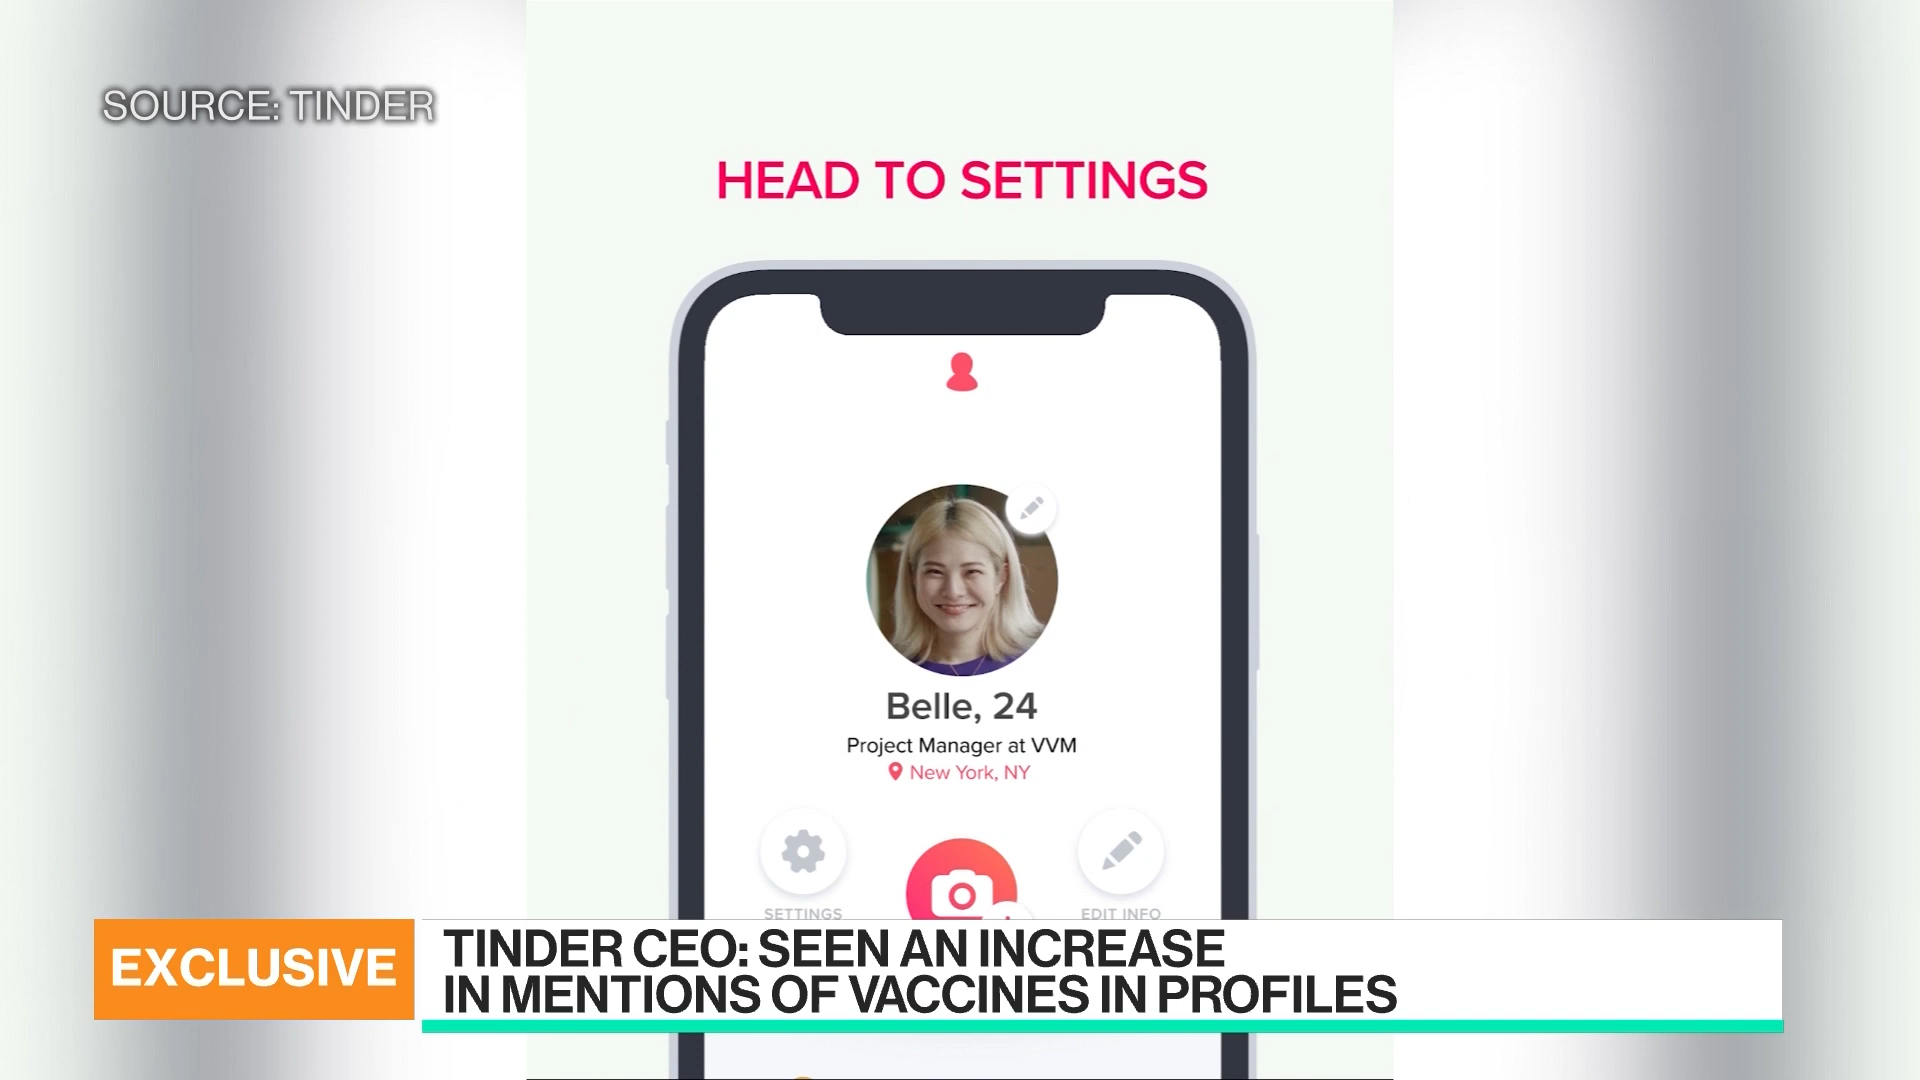 SOURCE: TINDER
HEAD TO SETTINGS
Belle, 24
Project Manager at VVM
New York, NY
SETTINGS
EDIT INFO
EXCLUSIVE
TINDER CEO: SEEN AN INCREASE
IN MENTIONS OF VACCINES IN PROFILES